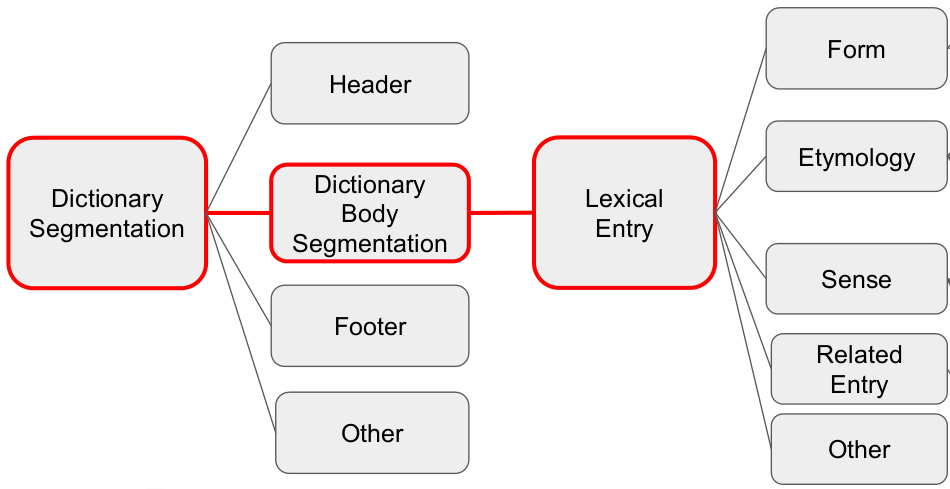 Dictionary
Segmentation
Header
Dictionary
Body
Segmentation
Footer
Other
Lexical
Entry
Form
Etymology
Sense
Related
Entry
Other